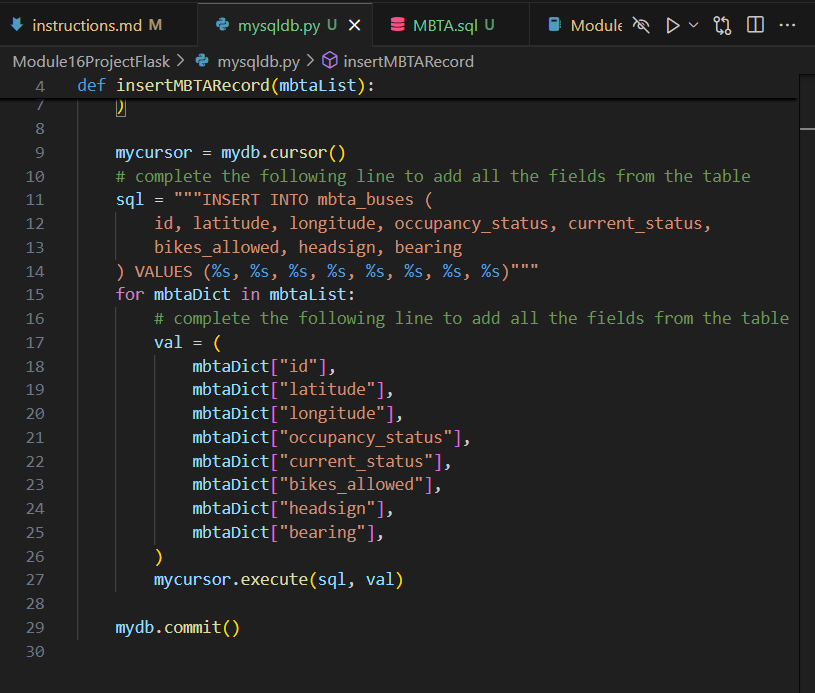 instructions.md M mysqldb.py U MBTA.sql U Module
Module16ProjectFlask > mysqldb.py > insertMBTARecord
4 def insertMBTARecord(mbtaList):
7 )
8
9 mycursor = mydb.cursor()
10 # complete the following line to add all the fields from the table
11 sql = """INSERT INTO mbta_buses (
12 id, latitude, longitude, occupancy_status, current_status,
13 bikes_allowed, headsign, bearing
14 ) VALUES (%s, %s, %s, %s, %s, %s, %s, %s)"""
15 for mbtaDict in mbtaList:
16 # complete the following line to add all the fields from the table
17 val = (
18 mbtaDict["id"],
19 mbtaDict["latitude"],
20 mbtaDict["longitude"],
21 mbtaDict["occupancy_status"],
22 mbtaDict["current_status"],
23 mbtaDict["bikes_allowed"],
24 mbtaDict["headsign"],
25 mbtaDict["bearing"],
26 )
27 mycursor.execute(sql, val)
28
29 mydb.commit()
30